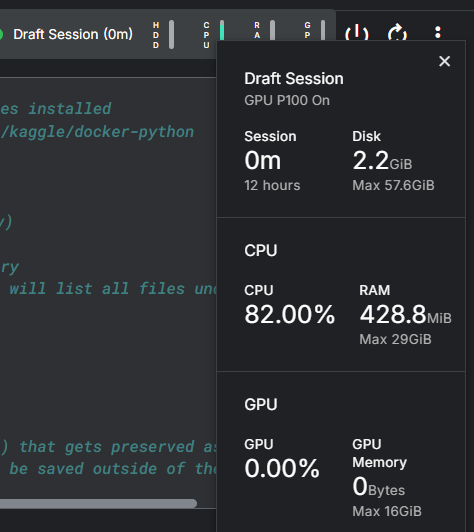 Draft Session (0m)
HDD
CPU
RA
GP
Draft Session
GPU P100 On
Session
0m
12 hours
Disk
2.2GiB
Max 57.6GiB
CPU
CPU
82.00%
RAM
428.8MiB
Max 29GiB
GPU
GPU
0.00%
GPU
Memory
0Bytes
Max 16GiB
es installed
/kaggle/docker-python
)
ry
will list all files un
) that gets preserved as
be saved outside of the